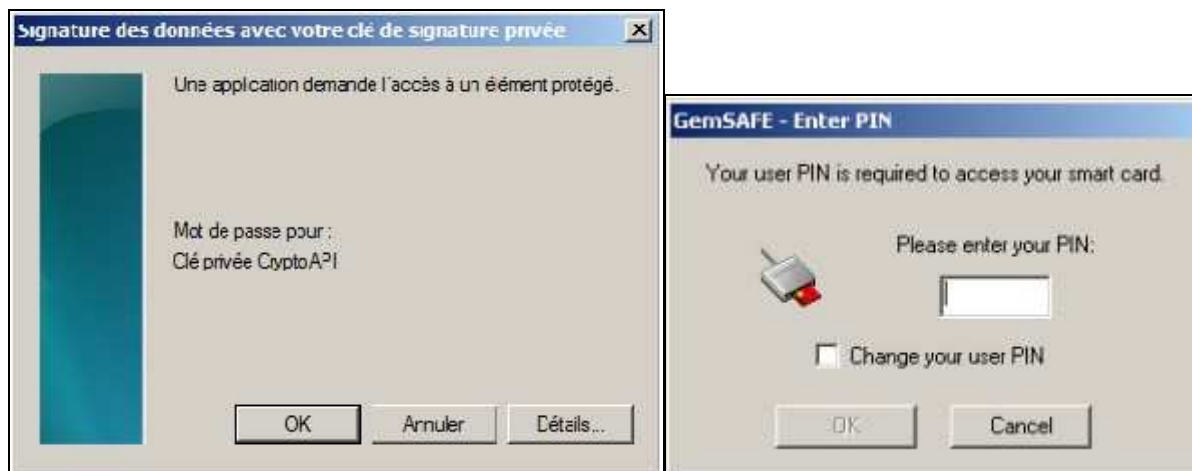 Signature des données avec votre clé de signature privée
Une application demande l'accès à un élément protégé.
Mot de passe pour :
Clé privée CryptoAPI
OK
Annuler
Détails...
GemSAFE - Enter PIN
Your user PIN is required to access your smart card.
Please enter your PIN:
Change your user PIN
OK
Cancel